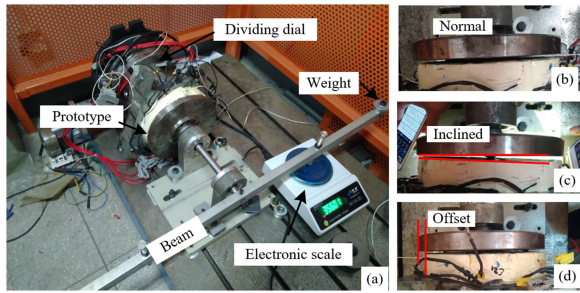 Dividing dial
Weight
Prototype
Beam
Electronic scale
(a)
Normal
(b)
Inclined
(c)
Offset
(d)